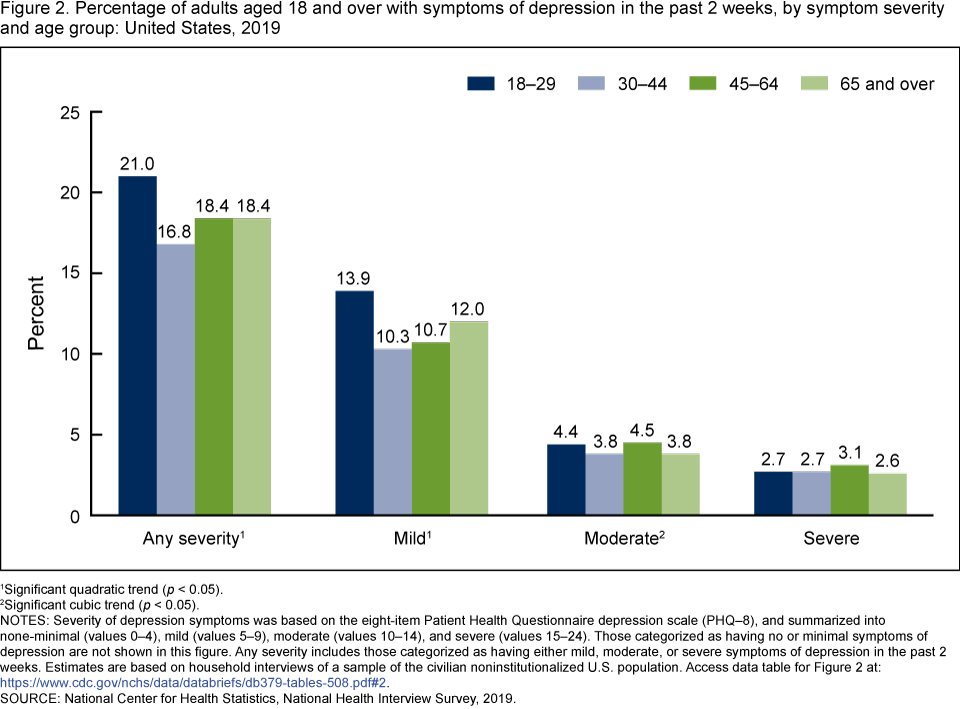 Figure 2. Percentage of adults aged 18 and over with symptoms of depression in the past 2 weeks, by symptom severity
and age group: United States, 2019
18–29 30–44 45–64 65 and over
25
20
15
10
5
0
Percent
21.0 16.8 18.4 18.4
13.9 10.3 10.7 12.0
4.4 3.8 4.5 3.8
2.7 2.7 3.1 2.6
Any severity¹ Mild¹ Moderate² Severe
¹Significant quadratic trend (p < 0.05).
²Significant cubic trend (p < 0.05).
NOTES: Severity of depression symptoms was based on the eight-item Patient Health Questionnaire depression scale (PHQ–8), and summarized into
none-minimal (values 0–4), mild (values 5–9), moderate (values 10–14), and severe (values 15–24). Those categorized as having no or minimal symptoms of
depression are not shown in this figure. Any severity includes those categorized as having either mild, moderate, or severe symptoms of depression in the past 2
weeks. Estimates are based on household interviews of a sample of the civilian noninstitutionalized U.S. population. Access data table for Figure 2 at:
https://www.cdc.gov/nchs/data/databriefs/db379-tables-508.pdf#2.
SOURCE: National Center for Health Statistics, National Health Interview Survey, 2019.